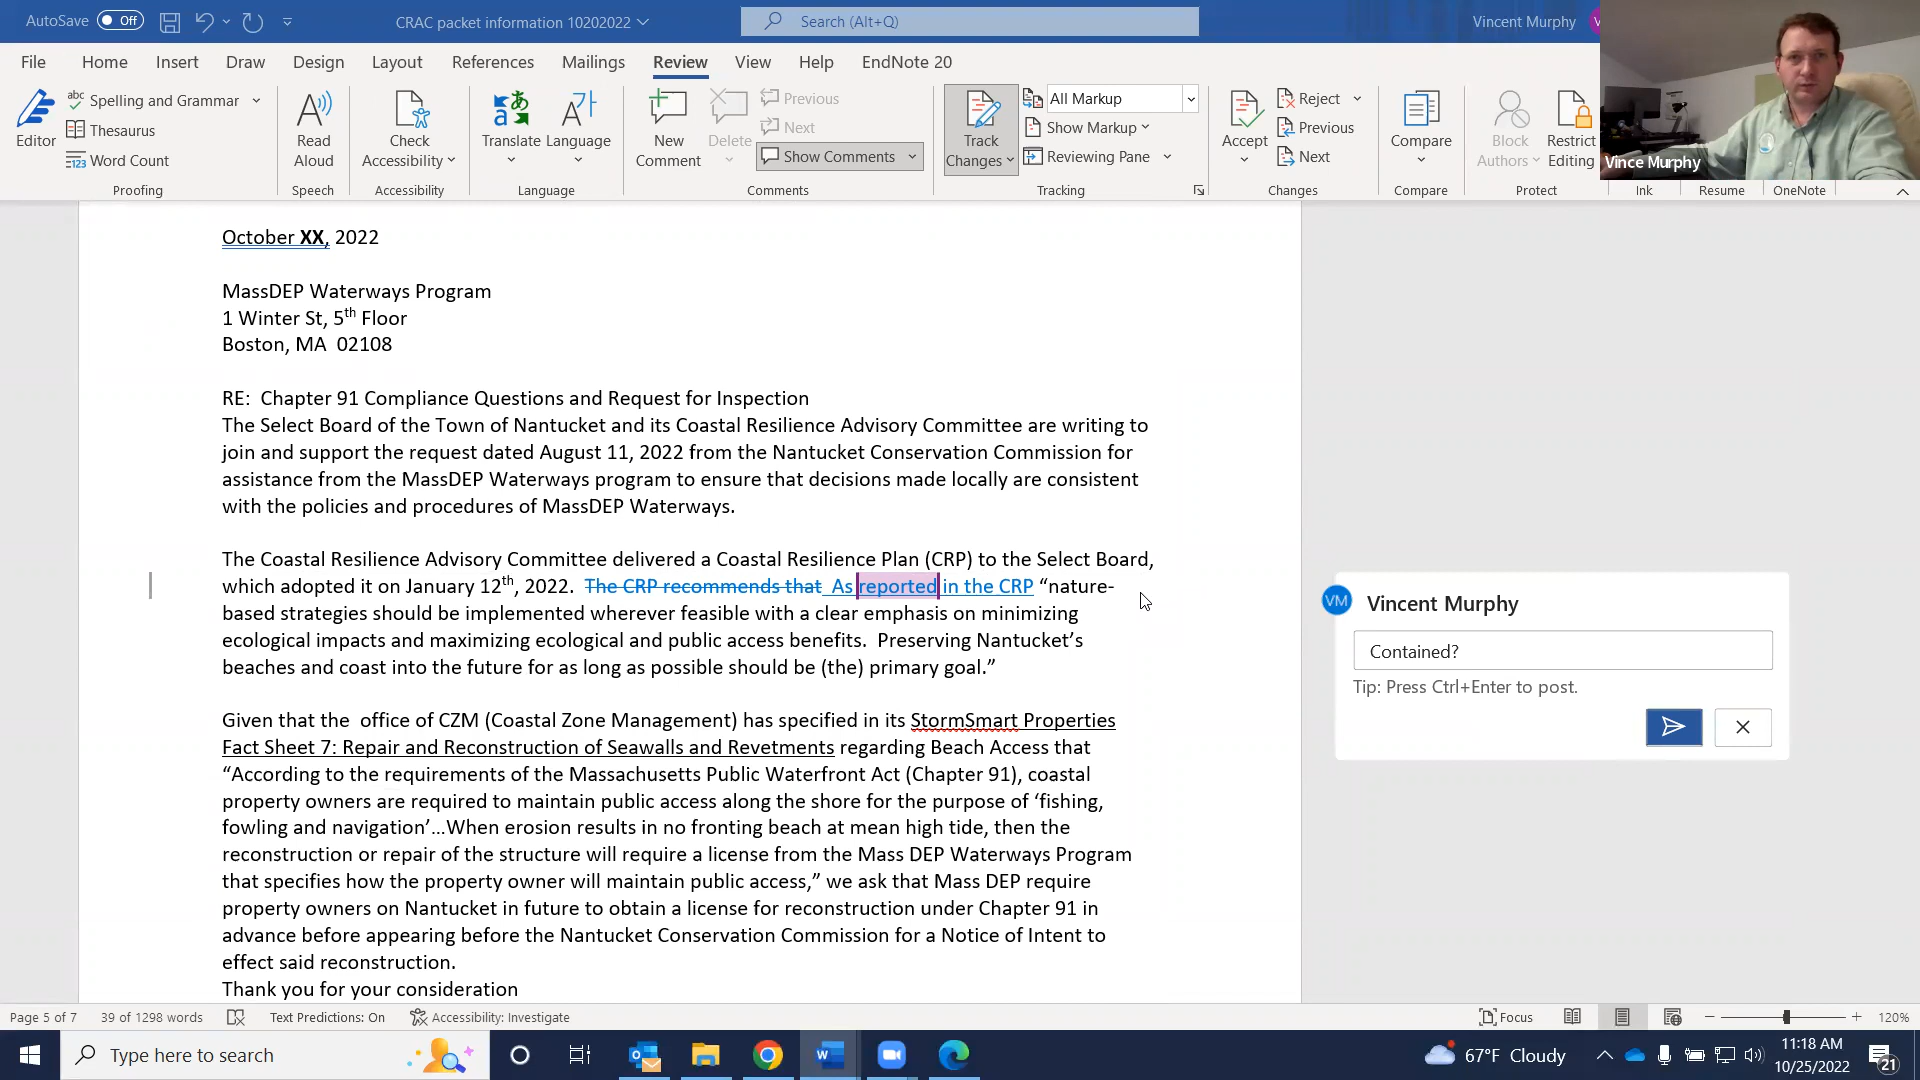 AutoSave Off
CRAC packet information 10202022
Search (Alt+Q)
Vincent Murphy
File Home Insert Draw Design Layout References Mailings Review View Help EndNote 20
Editor
abc Spelling and Grammar
Thesaurus
123 Word Count
Proofing
Read Aloud
Speech
Check Accessibility
Accessibility
Translate
Language
Language
New Comment
Delete
Previous
Next
Show Comments
Comments
Track Changes
All Markup
Show Markup
Reviewing Pane
Tracking
Accept
Reject
Previous
Next
Changes
Compare
Compare
Block Authors
Restrict Editing
Protect
Ink
Resume
OneNote
Vince Murphy
October XX, 2022
MassDEP Waterways Program
1 Winter St, 5th Floor
Boston, MA  02108
RE:  Chapter 91 Compliance Questions and Request for Inspection
The Select Board of the Town of Nantucket and its Coastal Resilience Advisory Committee are writing to
join and support the request dated August 11, 2022 from the Nantucket Conservation Commission for
assistance from the MassDEP Waterways program to ensure that decisions made locally are consistent
with the policies and procedures of MassDEP Waterways.
The Coastal Resilience Advisory Committee delivered a Coastal Resilience Plan (CRP) to the Select Board,
which adopted it on January 12th, 2022.  The CRP recommends that  As reported in the CRP “nature-
based strategies should be implemented wherever feasible with a clear emphasis on minimizing
ecological impacts and maximizing ecological and public access benefits.  Preserving Nantucket’s
beaches and coast into the future for as long as possible should be (the) primary goal.”
Given that the  office of CZM (Coastal Zone Management) has specified in its StormSmart Properties
Fact Sheet 7: Repair and Reconstruction of Seawalls and Revetments regarding Beach Access that
“According to the requirements of the Massachusetts Public Waterfront Act (Chapter 91), coastal
property owners are required to maintain public access along the shore for the purpose of ‘fishing,
fowling and navigation’…When erosion results in no fronting beach at mean high tide, then the
reconstruction or repair of the structure will require a license from the Mass DEP Waterways Program
that specifies how the property owner will maintain public access,” we ask that Mass DEP require
property owners on Nantucket in future to obtain a license for reconstruction under Chapter 91 in
advance before appearing before the Nantucket Conservation Commission for a Notice of Intent to
effect said reconstruction.
Thank you for your consideration
VM Vincent Murphy
Contained?
Tip: Press Ctrl+Enter to post.
Page 5 of 7 39 of 1298 words Text Predictions: On Accessibility: Investigate Focus 120%
Type here to search
67°F Cloudy
11:18 AM
10/25/2022
21